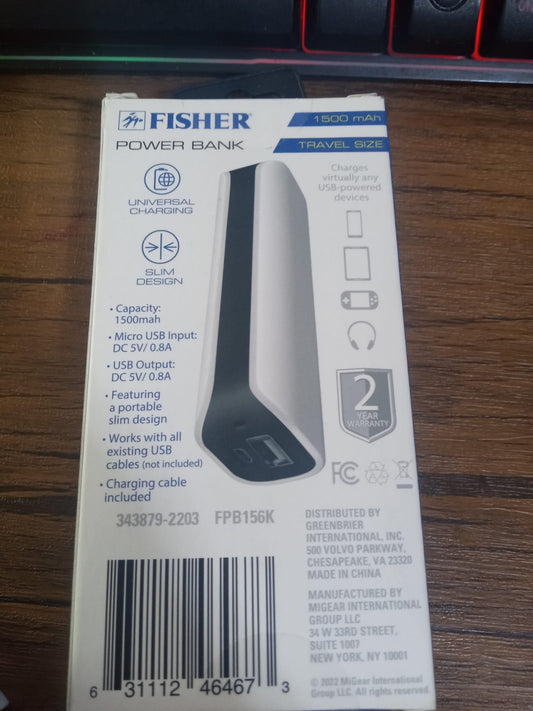 FISHER
POWER BANK
1500 mAh
TRAVEL SIZE
UNIVERSAL
CHARGING
SLIM
DESIGN
Charges
virtually any
USB-powered
devices
• Capacity:
1500mah
• Micro USB Input:
DC 5V/ 0.8A
• USB Output:
DC 5V/ 0.8A
• Featuring
a portable
slim design
• Works with all
existing USB
cables (not included)
• Charging cable
included
2
YEAR
WARRANTY
FC
343879-2203 FPB156K
DISTRIBUTED BY
GREENBRIER
INTERNATIONAL, INC.
500 VOLVO PARKWAY,
CHESAPEAKE, VA 23320
MADE IN CHINA
MANUFACTURED BY
MIGEAR INTERNATIONAL
GROUP LLC
34 W 33RD STREET,
SUITE 1007
NEW YORK, NY 10001
© 2022 MiGear International
Group LLC. All rights reserved.
6 31112 46467 3